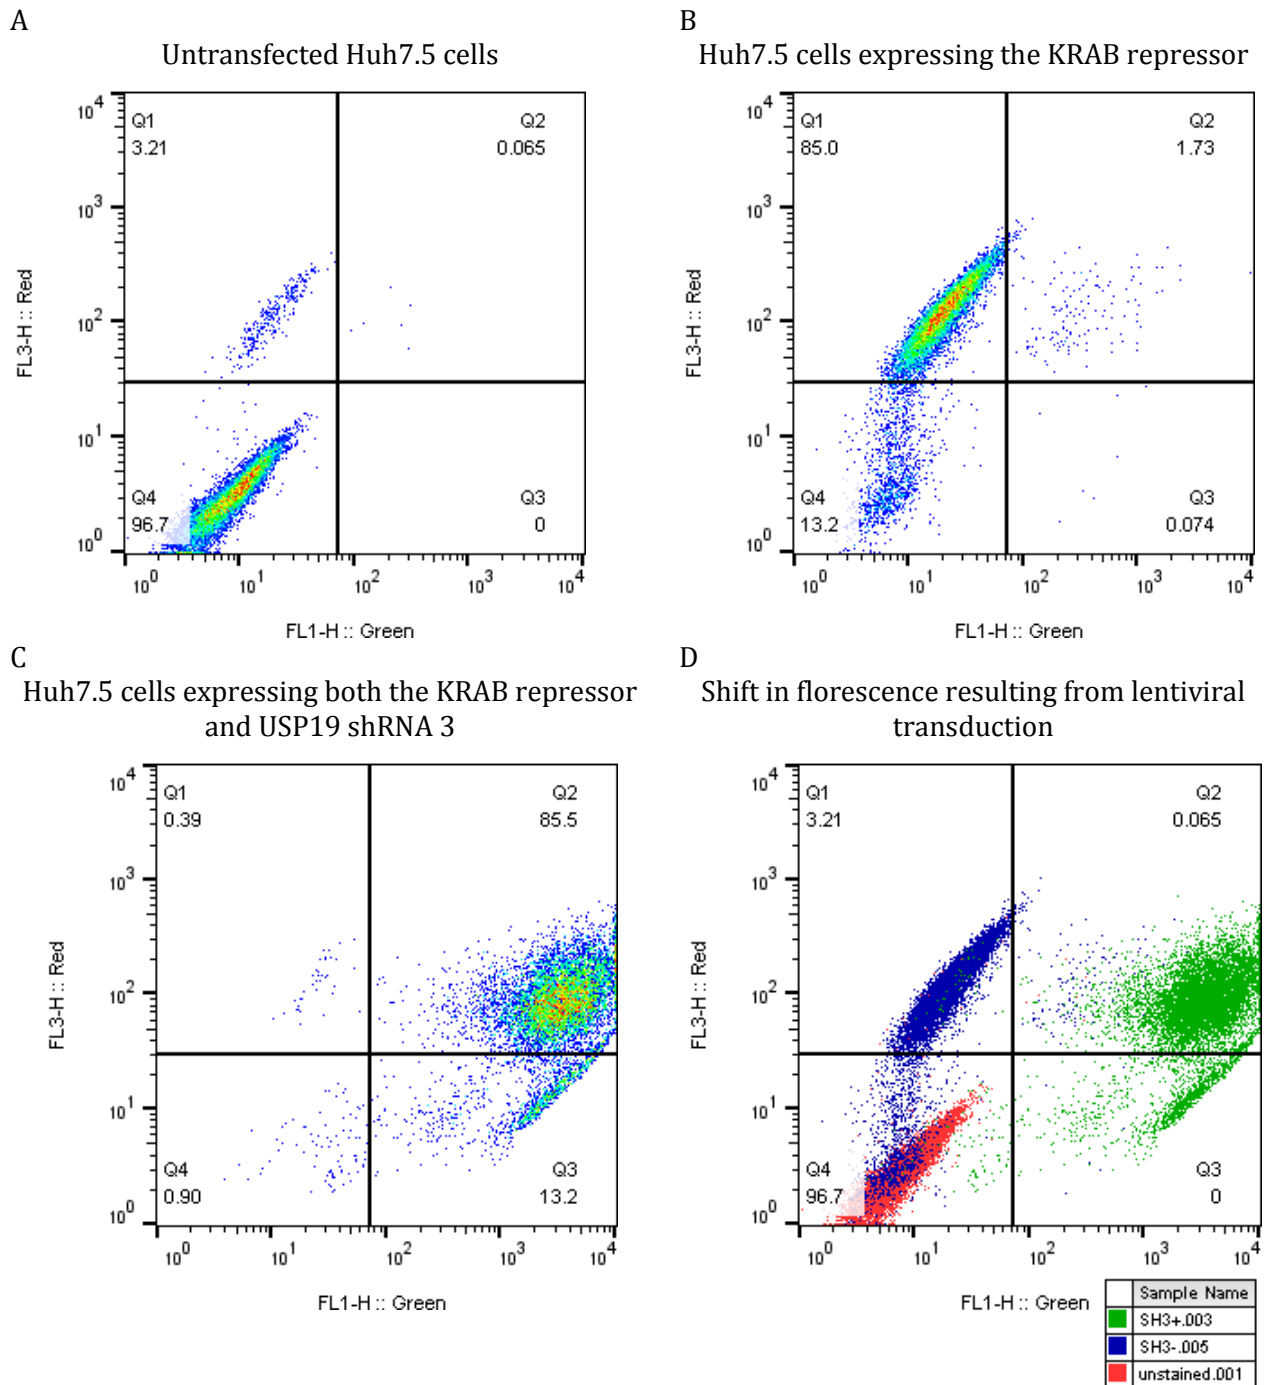 A
Untransfected Huh7.5 cells
10^4
10^3
10^2
10^1
10^0
FL3-H :: Red
Q1
3.21
Q2
0.065
Q4
96.7
Q3
0
10^0 10^1 10^2 10^3 10^4
FL1-H :: Green
B
Huh7.5 cells expressing the KRAB repressor
10^4
10^3
10^2
10^1
10^0
FL3-H :: Red
Q1
85.0
Q2
1.73
Q4
13.2
Q3
0.074
10^0 10^1 10^2 10^3 10^4
FL1-H :: Green
C
Huh7.5 cells expressing both the KRAB repressor
and USP19 shRNA 3
10^4
10^3
10^2
10^1
10^0
FL3-H :: Red
Q1
0.39
Q2
85.5
Q4
0.90
Q3
13.2
10^0 10^1 10^2 10^3 10^4
FL1-H :: Green
D
Shift in florescence resulting from lentiviral
transduction
10^4
10^3
10^2
10^1
10^0
FL3-H :: Red
Q1
3.21
Q2
0.065
Q4
96.7
Q3
0
10^0 10^1 10^2 10^3 10^4
FL1-H :: Green
Sample Name
SH3+.003
SH3-.005
unstained.001